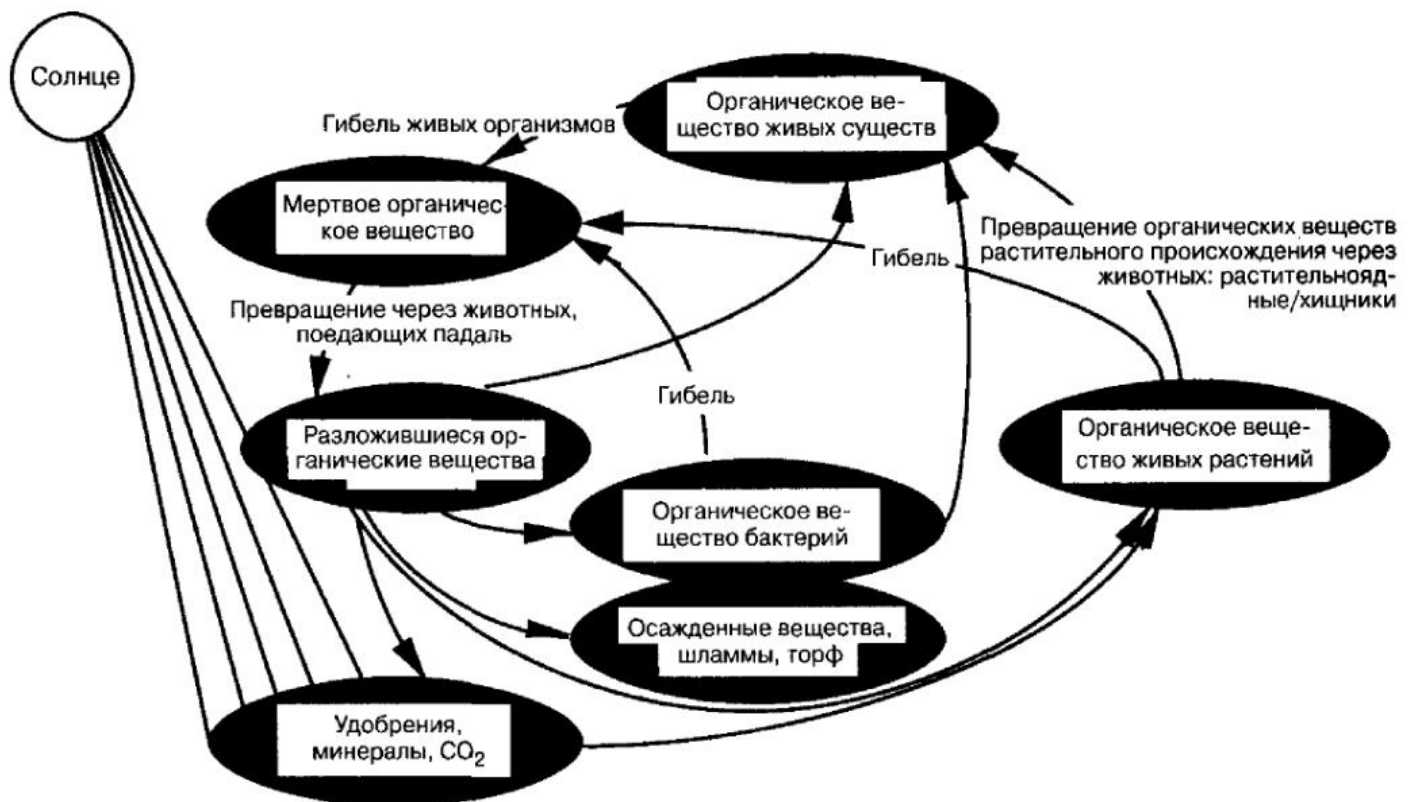 Солнце
Органическое ве-
щество живых существ
Гибель живых организмов
Мертвое органичес-
кое вещество
Превращение органических веществ
растительного происхождения через
животных: растительнояд-
ные/хищники
Гибель
Превращение через животных,
поедающих падаль
Гибель
Разложившиеся ор-
ганические вещества
Органическое веще-
ство живых растений
Органическое ве-
щество бактерий
Осажденные вещества,
шламмы, торф
Удобрения,
минералы, CO₂